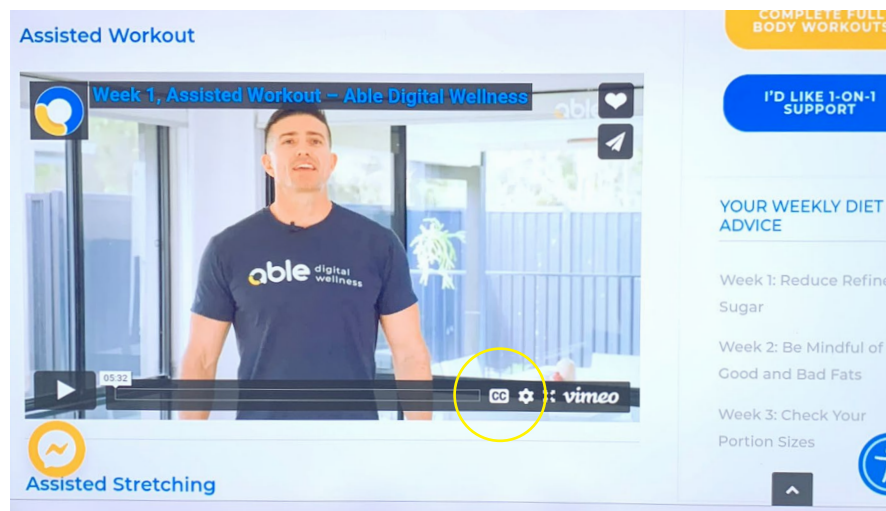 COMPLETE FULL
BODY WORKOUTS
Assisted Workout
Week 1, Assisted Workout – Able Digital Wellness
able
I'D LIKE 1-ON-1
SUPPORT
able digital
wellness
YOUR WEEKLY DIET
ADVICE
Week 1: Reduce Refine
Sugar
Week 2: Be Mindful of
Good and Bad Fats
Week 3: Check Your
Portion Sizes
05:32
CC
vimeo
Assisted Stretching